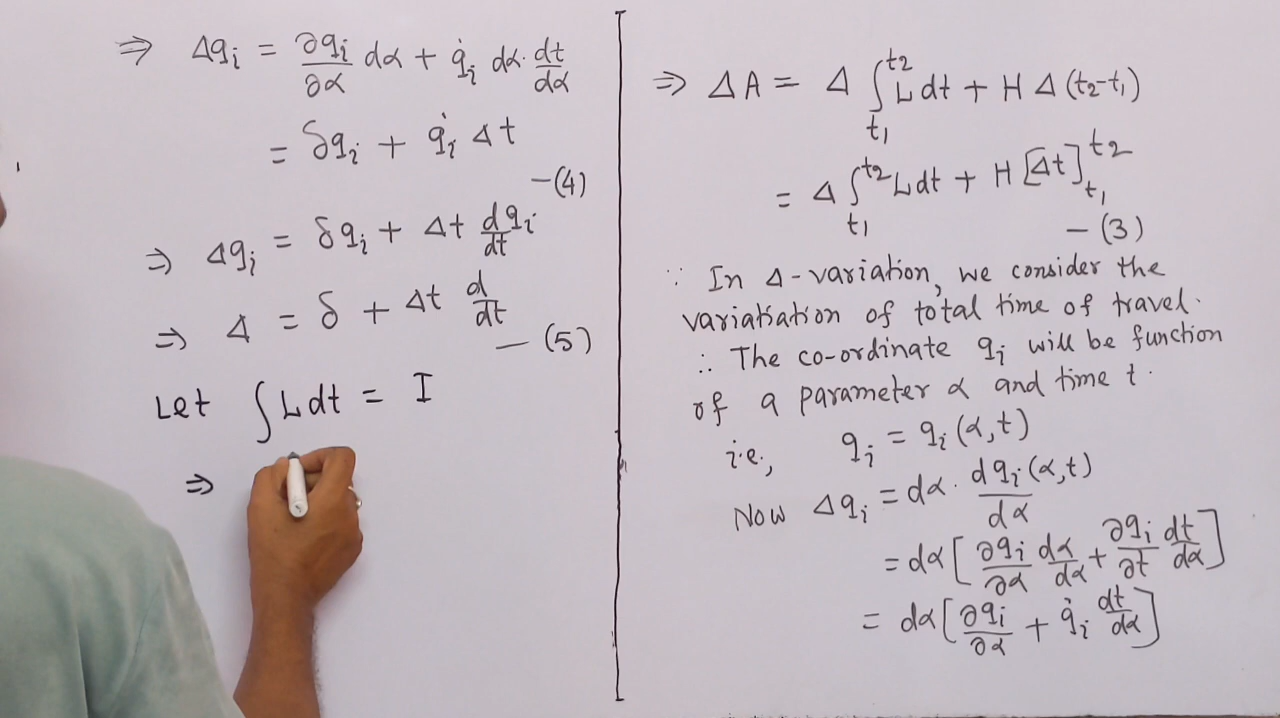 ⇒ Δqᵢ = ∂qᵢ/∂α dα + q̇ᵢ dα · dt/dα
= δqᵢ + q̇ᵢ Δt
—(4)
⇒ Δqᵢ = δqᵢ + Δt dqᵢ/dt
⇒ Δ = δ + Δt d/dt
—(5)
Let ∫Ldt = I
⇒
⇒ ΔA = Δ ∫_{t₁}^{t₂} L dt + H Δ(t₂-t₁)
= Δ ∫_{t₁}^{t₂} Ldt + H [Δt]_{t₁}^{t₂}
—(3)
∵ In Δ-variation, we consider the
variatiation of total time of travel.
∴ The co-ordinate qᵢ will be function
of a parameter α and time t.
i.e., qᵢ = qᵢ(α,t)
Now Δqᵢ = dα · dqᵢ(α,t)/dα
= dα[∂qᵢ/∂α dα/dα + ∂qᵢ/∂t dt/dα]
= dα[∂qᵢ/∂α + q̇ᵢ dt/dα]